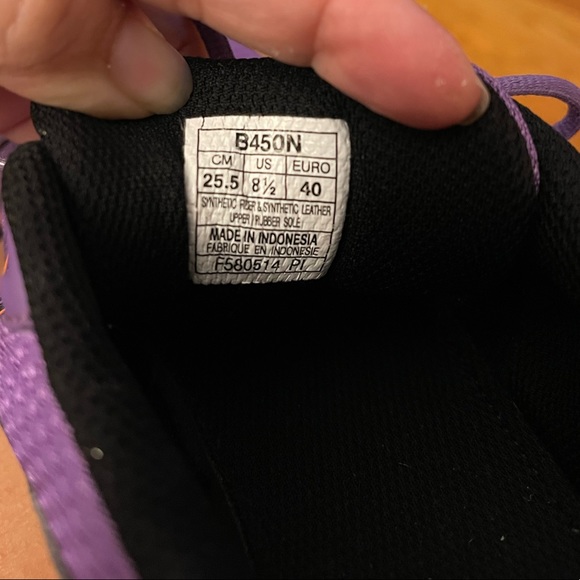 B450N
CM US EURO
25.5 8½ 40
SYNTHETIC FIBER & SYNTHETIC LEATHER
UPPER / RUBBER SOLE
MADE IN INDONESIA
FABRIQUE EN INDONESIE
F580514 PI